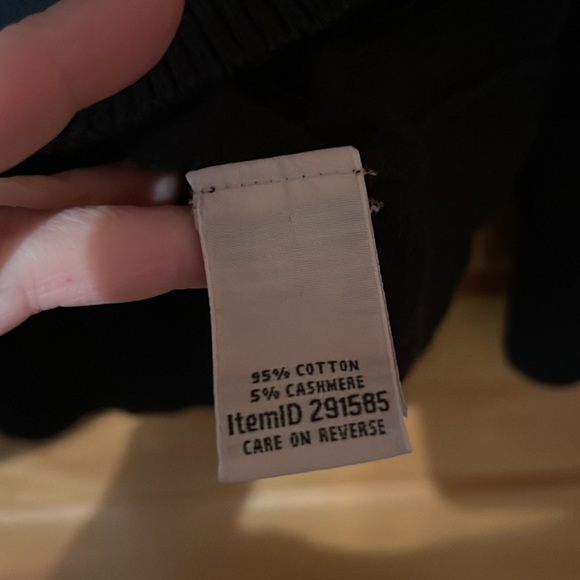 95% COTTON
5% CASHMERE
ItemID 291585
CARE ON REVERSE